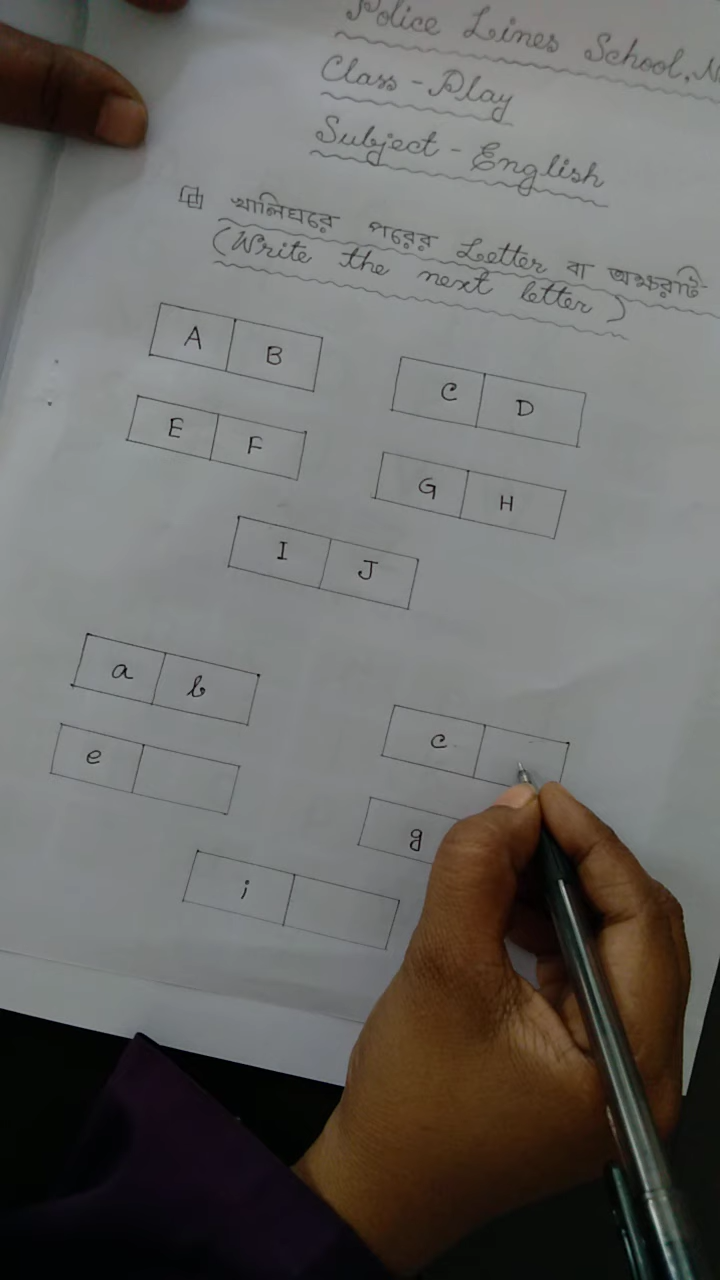 Police Lines School,
Class - Play
Subject - English
খালিঘরে পরের Letter বা অক্ষরটি
(Write the next letter)
A B
C D
E F
G H
I J
a b
c
e
g
i